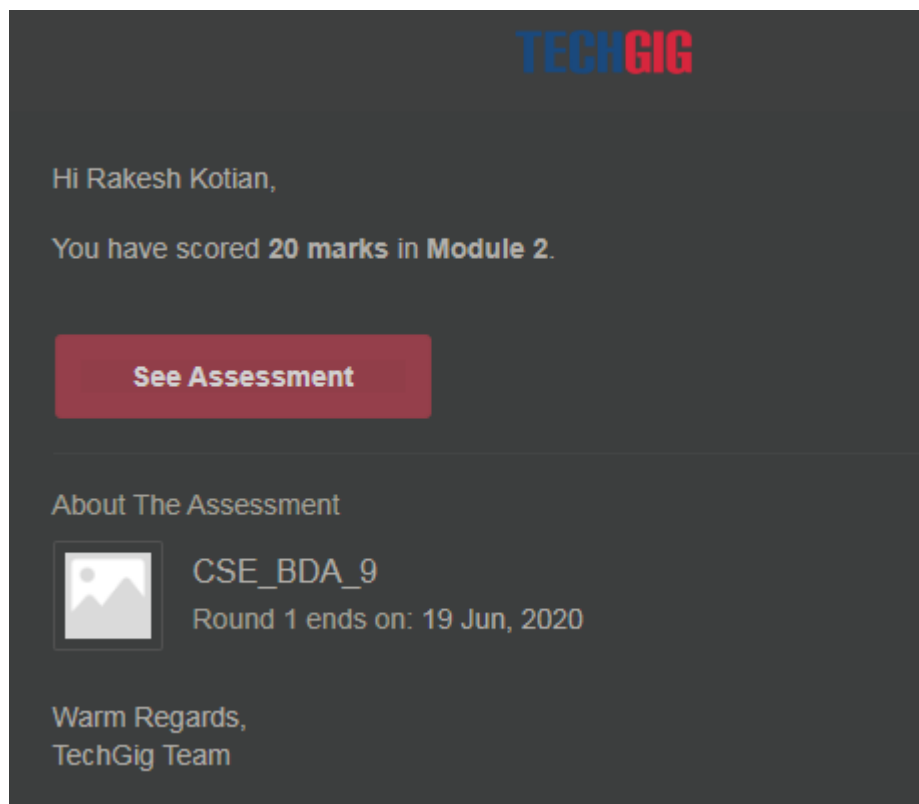 TECHGIG
Hi Rakesh Kotian,
You have scored 20 marks in Module 2.
See Assessment
About The Assessment
CSE_BDA_9
Round 1 ends on: 19 Jun, 2020
Warm Regards,
TechGig Team